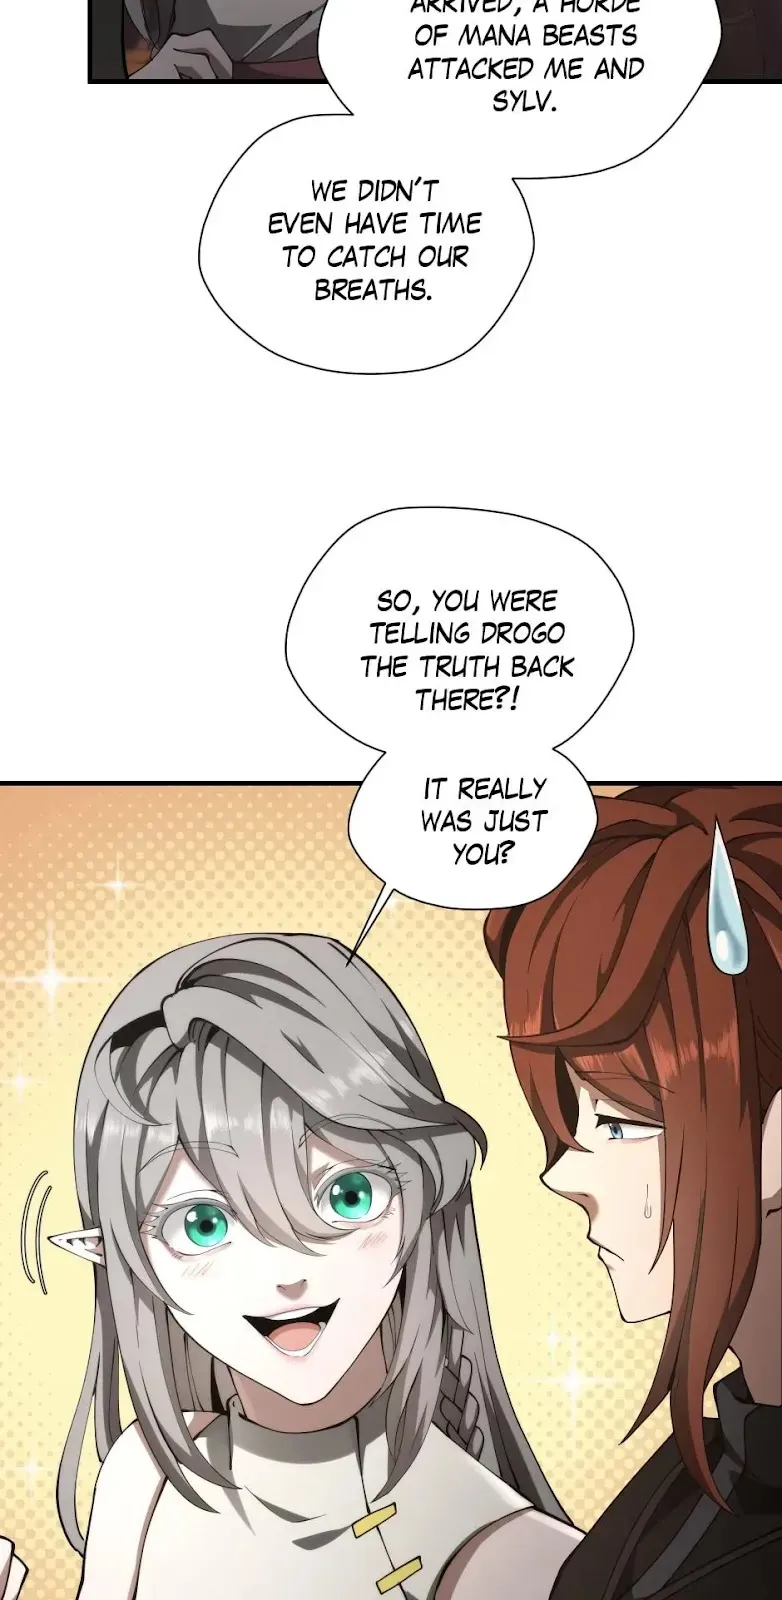 ARRIVED, A HORDE
OF MANA BEASTS
ATTACKED ME AND
SYLV.
WE DIDN'T
EVEN HAVE TIME
TO CATCH OUR
BREATHS.
SO, YOU WERE
TELLING DROGO
THE TRUTH BACK
THERE?!
IT REALLY
WAS JUST
YOU?